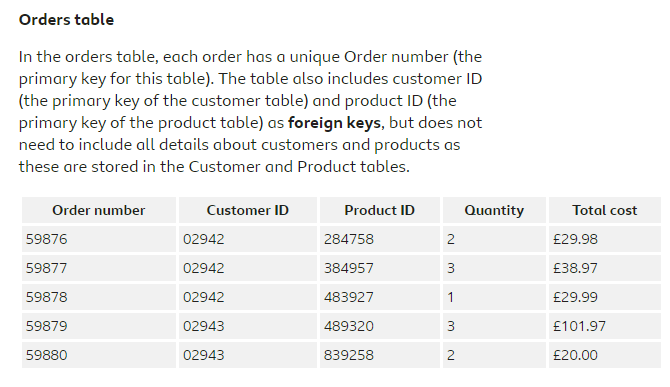 Orders table
In the orders table, each order has a unique Order number (the
primary key for this table). The table also includes customer ID
(the primary key of the customer table) and product ID (the
primary key of the product table) as foreign keys, but does not
need to include all details about customers and products as
these are stored in the Customer and Product tables.
Order number Customer ID Product ID Quantity Total cost
59876 02942 284758 2 £29.98
59877 02942 384957 3 £38.97
59878 02942 483927 1 £29.99
59879 02943 489320 3 £101.97
59880 02943 839258 2 £20.00